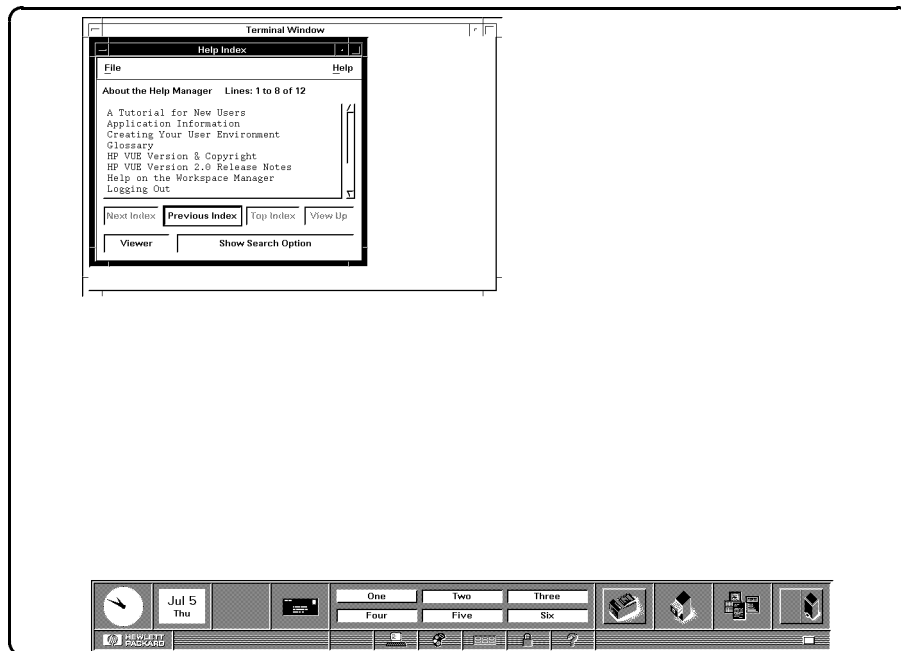 Terminal Window
Help Index
File Help
About the Help Manager Lines: 1 to 8 of 12
A Tutorial for New Users
Application Information
Creating Your User Environment
Glossary
HP VUE Version & Copyright
HP VUE Version 2.0 Release Notes
Help on the Workspace Manager
Logging Out
Next Index Previous Index Top Index View Up
Viewer Show Search Option
Jul 5
Thu
One Two Three
Four Five Six
hp HEWLETT
PACKARD
?